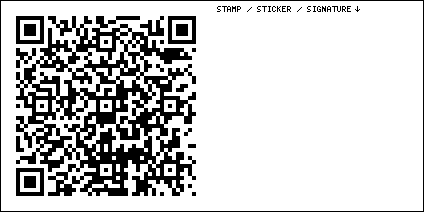 STAMP / STICKER / SIGNATURE ↓